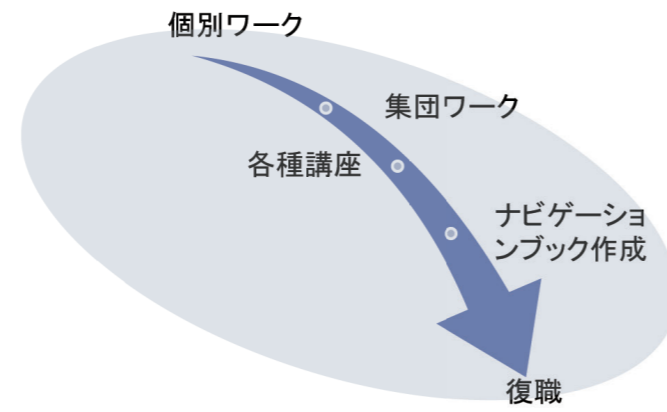 個別ワーク
集団ワーク
各種講座
ナビゲーショ
ンブック作成
復職